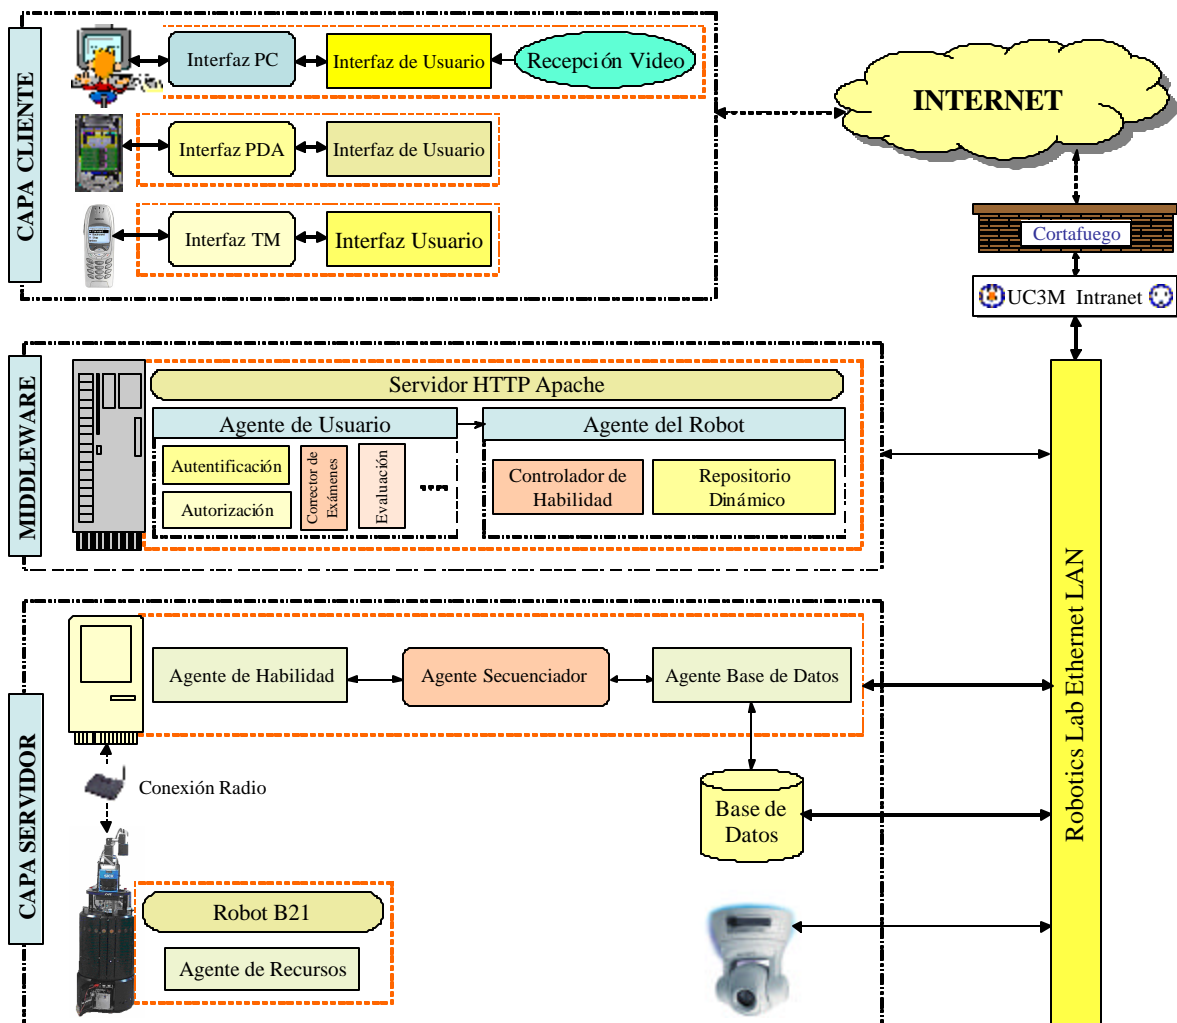 CAPA CLIENTE
Interfaz PC
Interfaz de Usuario
Recepción Video
Interfaz PDA
Interfaz de Usuario
Interfaz TM
Interfaz Usuario
INTERNET
Cortafuego
UC3M Intranet
MIDDLEWARE
Servidor HTTP Apache
Agente de Usuario
Autentificación
Autorización
Corrector de
Exámenes
Evaluación
Agente del Robot
Controlador de
Habilidad
Repositorio
Dinámico
Robotics Lab Ethernet LAN
CAPA SERVIDOR
Agente de Habilidad
Agente Secuenciador
Agente Base de Datos
Conexión Radio
Base de
Datos
Robot B21
Agente de Recursos